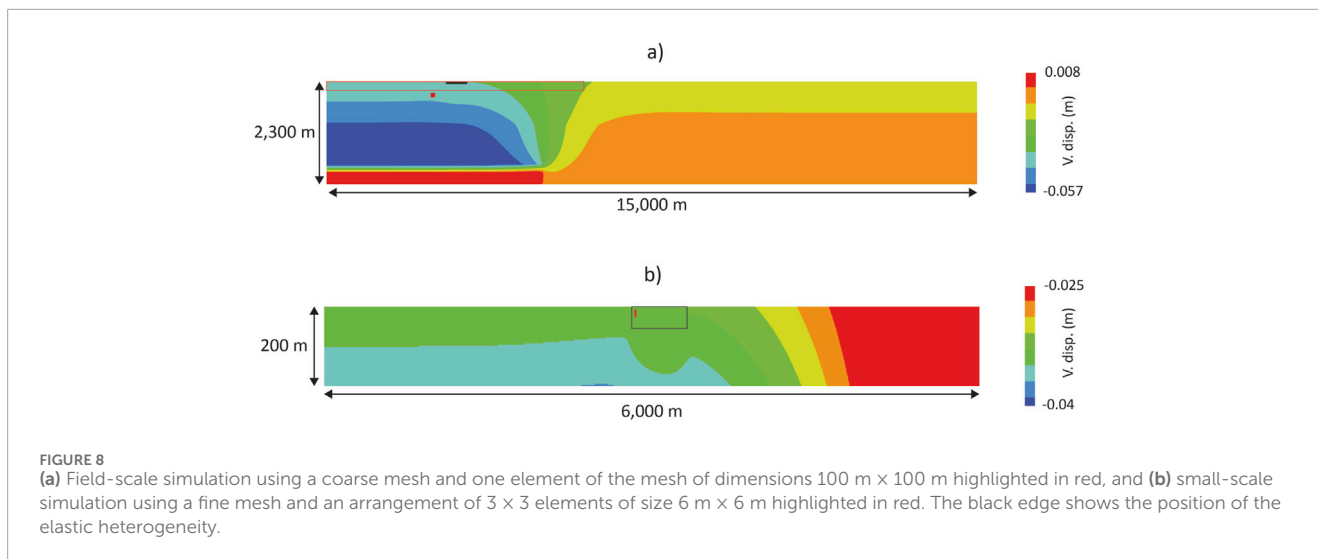 a)
0.008
V. disp. (m)
-0.057
2,300 m
15,000 m
b)
-0.025
V. disp. (m)
-0.04
200 m
6,000 m
FIGURE 8
(a) Field-scale simulation using a coarse mesh and one element of the mesh of dimensions 100 m × 100 m highlighted in red, and (b) small-scale
simulation using a fine mesh and an arrangement of 3 × 3 elements of size 6 m × 6 m highlighted in red. The black edge shows the position of the
elastic heterogeneity.